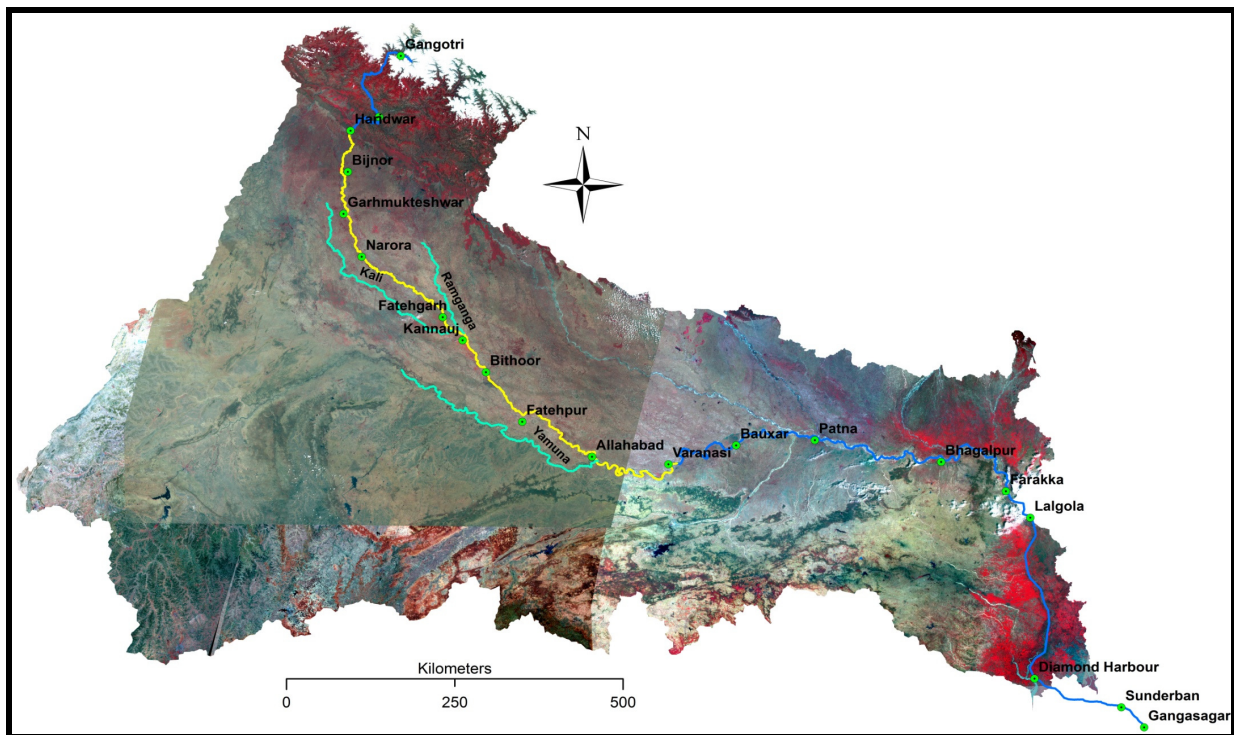 Gangotri
Haridwar
N
Bijnor
Garhmukteshwar
Narora
Kali
Ramganga
Fatehgarh
Kannauj
Bithoor
Fatehpur
Yamuna
Allahabad
Varanasi
Bauxar
Patna
Bhagalpur
Farakka
Lalgola
Kilometers
0 250 500
Diamond Harbour
Sunderban
Gangasagar